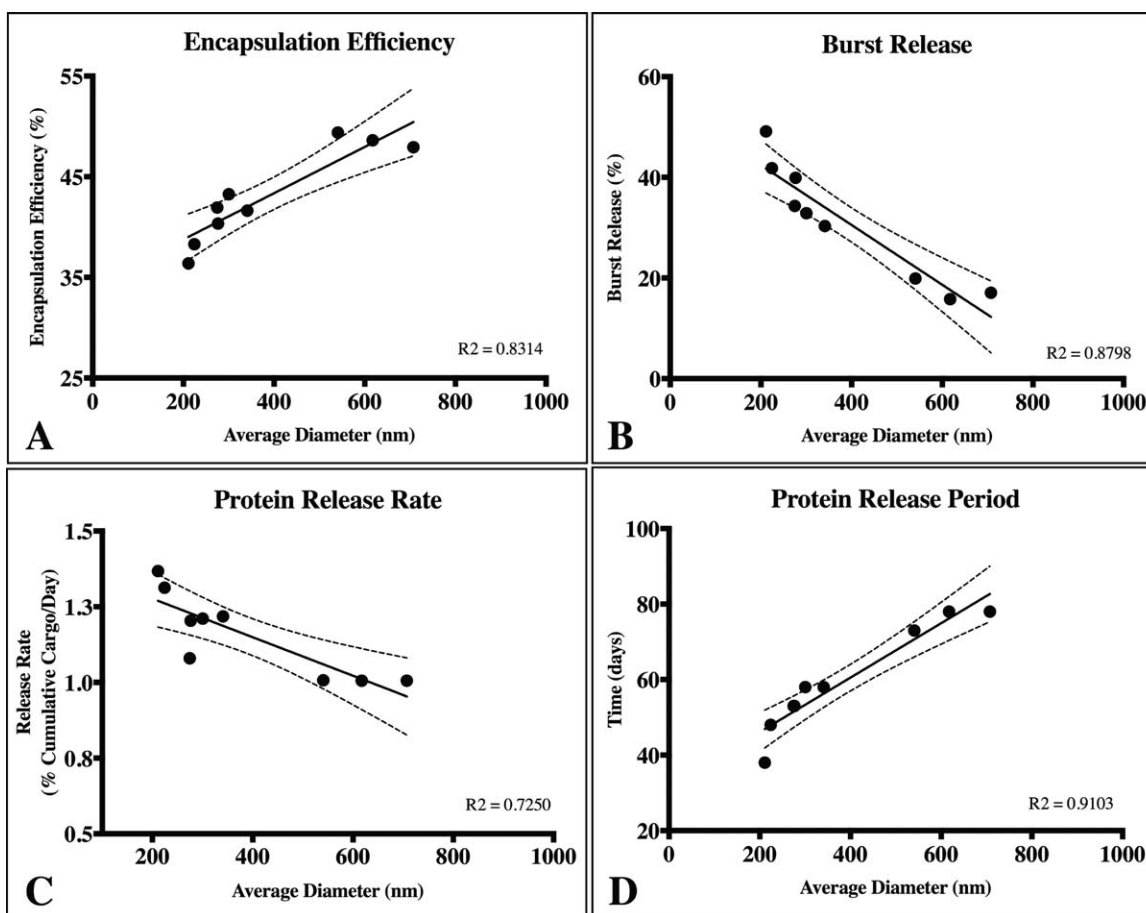 Encapsulation Efficiency
Encapsulation Efficiency (%)
55
45
35
25
0
200
400
600
800
1000
Average Diameter (nm)
R2 = 0.8314
A
Burst Release
Burst Release (%)
60
40
20
0
0
200
400
600
800
1000
Average Diameter (nm)
R2 = 0.8798
B
Protein Release Rate
Release Rate
(% Cumulative Cargo/Day)
1.5
1.3
1.0
0.8
0.5
200
400
600
800
1000
Average Diameter (nm)
R2 = 0.7250
C
Protein Release Period
Time (days)
100
80
60
40
20
0
200
400
600
800
1000
Average Diameter (nm)
R2 = 0.9103
D